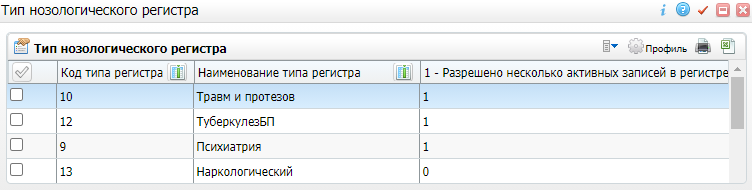 Тип нозологического регистра
Тип нозологического регистра Профиль
Код типа регистра Наименование типа регистра 1 - Разрешено несколько активных записей в регистре
10 Травм и протезов 1
12 ТуберкулезБП 1
9 Психиатрия 1
13 Наркологический 0